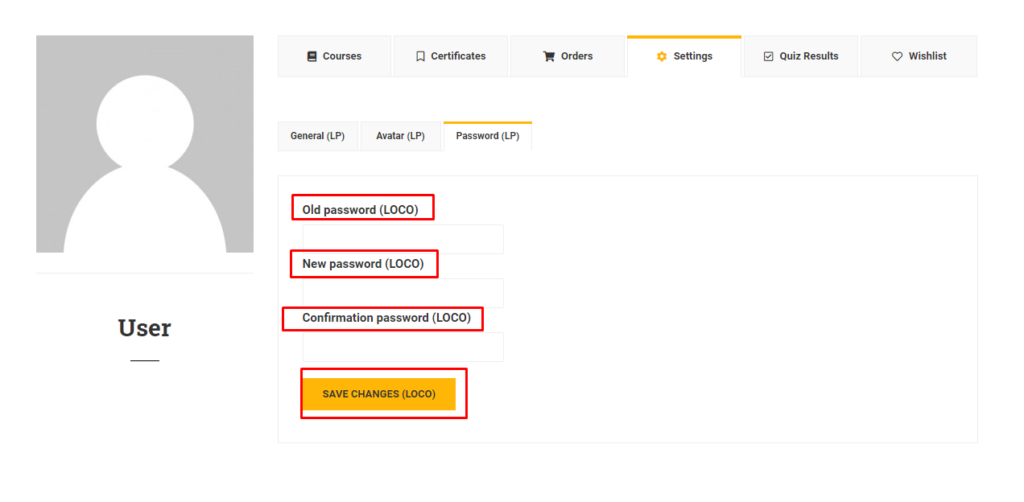 Courses Certificates Orders Settings Quiz Results Wishlist
General (LP) Avatar (LP) Password (LP)
Old password (LOCO)
New password (LOCO)
Confirmation password (LOCO)
User
SAVE CHANGES (LOCO)